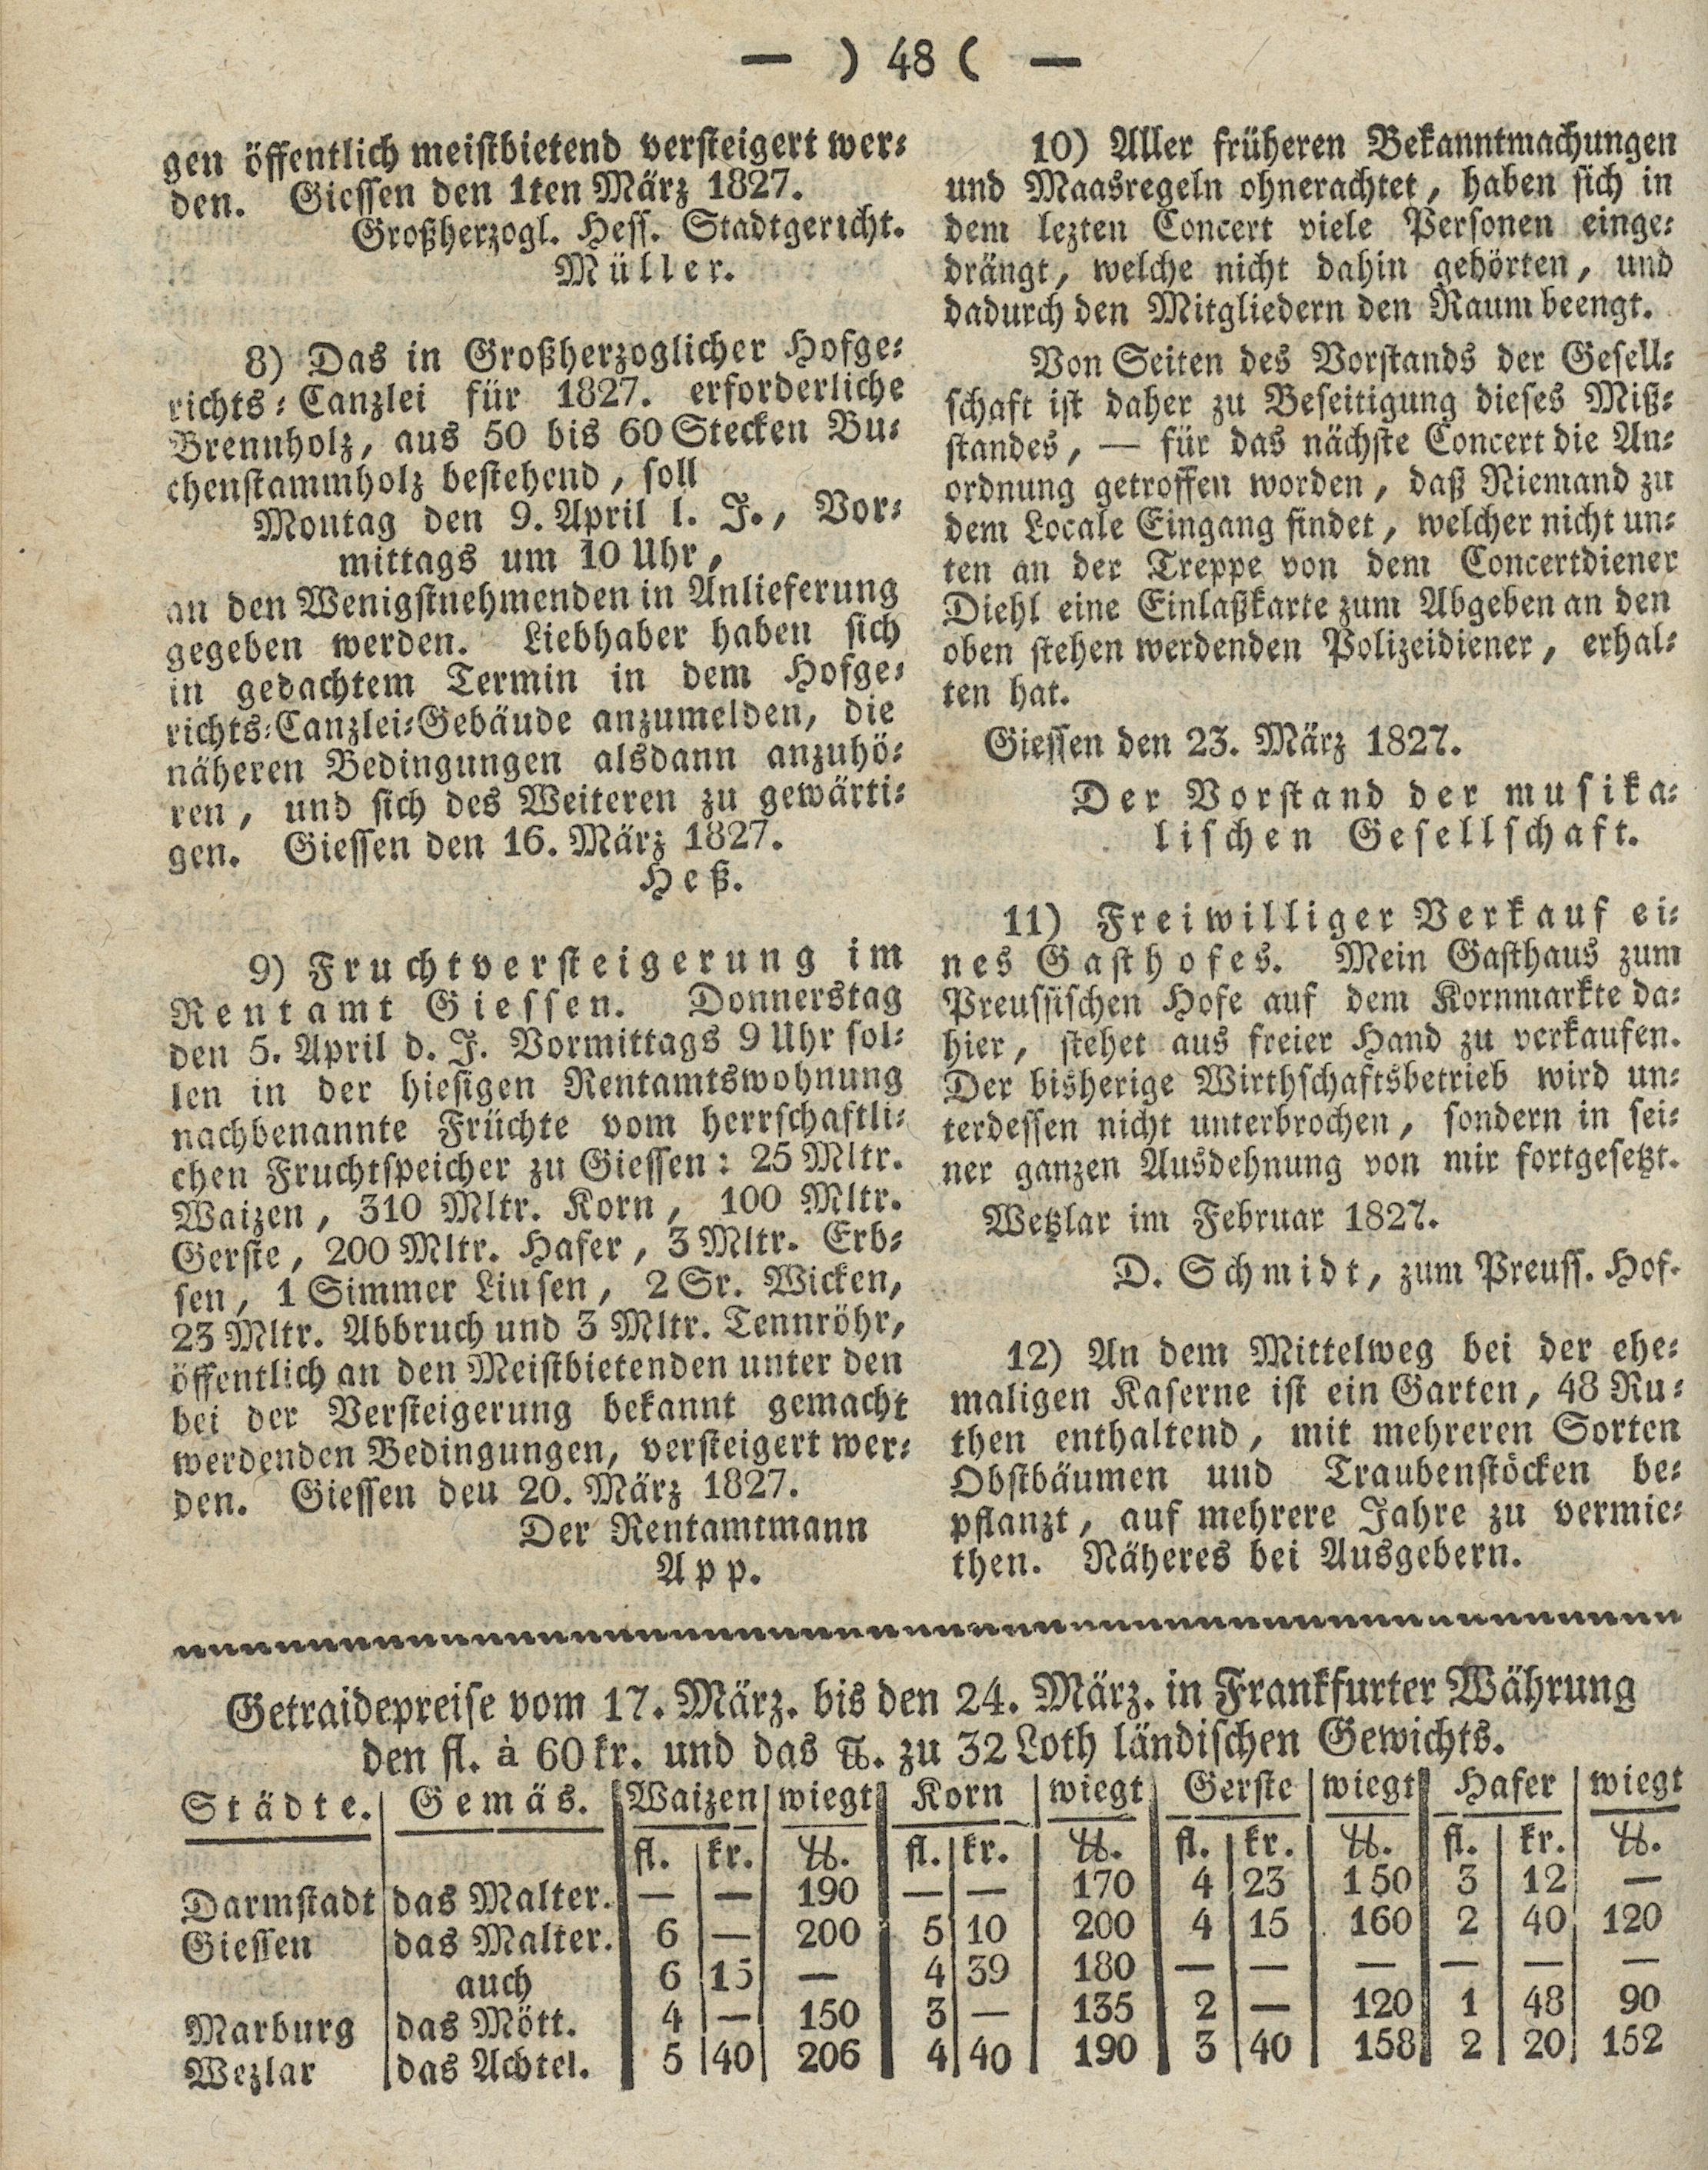 — ) 48 ( —
gen öffentlich meistbietend versteigert wer-
den. Giessen den 1ten März 1827.
Großherzogl. Hess. Stadtgericht.
Müller.
8) Das in Großherzoglicher Hofge-
richts-Canzlei für 1827. erforderliche
Brennholz, aus 50 bis 60 Stecken Bu-
chenstammholz bestehend, soll
Montag den 9. April l. J., Vor-
mittags um 10 Uhr,
an den Wenigstnehmenden in Anlieferung
gegeben werden. Liebhaber haben sich
in gedachtem Termin in dem Hofge-
richts-Canzlei-Gebäude anzumelden, die
näheren Bedingungen alsdann anzuhö-
ren, und sich des Weiteren zu gewärti-
gen. Giessen den 16. März 1827.
Heß.
9) Fruchtversteigerung im
Rentamt Giessen. Donnerstag
den 5. April d. J. Vormittags 9 Uhr sol-
len in der hiesigen Rentamtswohnung
nachbenannte Früchte vom herrschaftli-
chen Fruchtspeicher zu Giessen: 25 Mltr.
Waizen, 310 Mltr. Korn, 100 Mltr.
Gerste, 200 Mltr. Hafer, 3 Mltr. Erb-
sen, 1 Simmer Linsen, 2 Sr. Wicken,
23 Mltr. Abbruch und 3 Mltr. Tennröhr,
öffentlich an den Meistbietenden unter den
bei der Versteigerung bekannt gemacht
werdenden Bedingungen, versteigert wer-
den. Giessen den 20. März 1827.
Der Rentamtmann
App.
10) Aller früheren Bekanntmachungen
und Maasregeln ohnerachtet, haben sich in
dem lezten Concert viele Personen einge-
drängt, welche nicht dahin gehörten, und
dadurch den Mitgliedern den Raum beengt.
Von Seiten des Vorstands der Gesell-
schaft ist daher zu Beseitigung dieses Miß-
standes, — für das nächste Concert die An-
ordnung getroffen worden, daß Niemand zu
dem Locale Eingang findet, welcher nicht un-
ten an der Treppe von dem Concertdiener
Diehl eine Einlaßkarte zum Abgeben an den
oben stehen werdenden Polizeidiener, erhal-
ten hat.
Giessen den 23. März 1827.
Der Vorstand der musika-
lischen Gesellschaft.
11) Freiwilliger Verkauf ei-
nes Gasthofes. Mein Gasthaus zum
Preussischen Hofe auf dem Kornmarkte da-
hier, stehet aus freier Hand zu verkaufen.
Der bisherige Wirthschaftsbetrieb wird un-
terdessen nicht unterbrochen, sondern in sei-
ner ganzen Ausdehnung von mir fortgesetzt.
Wetzlar im Februar 1827.
D. Schmidt, zum Preuss. Hof.
12) An dem Mittelweg bei der ehe-
maligen Kaserne ist ein Garten, 48 Ru-
then enthaltend, mit mehreren Sorten
Obstbäumen und Traubenstöcken be-
pflanzt, auf mehrere Jahre zu vermie-
then. Näheres bei Ausgebern.
Getraidepreise vom 17. März. bis den 24. März. in Frankfurter Währung
den fl. à 60 kr. und das ℔. zu 32 Loth ländischen Gewichts.
Städte. Gemäs. Waizen wiegt Korn wiegt Gerste wiegt Hafer wiegt
fl. kr. ℔. fl. kr. ℔. fl. kr. ℔. fl. kr. ℔.
Darmstadt das Malter. — — 190 — — 170 4 23 150 3 12 —
Giessen das Malter. 6 — 200 5 10 200 4 15 160 2 40 120
auch 6 15 — 4 39 180 — — — — — —
Marburg das Mött. 4 — 150 3 — 135 2 — 120 1 48 90
Wezlar das Achtel. 5 40 206 4 40 190 3 40 158 2 20 152